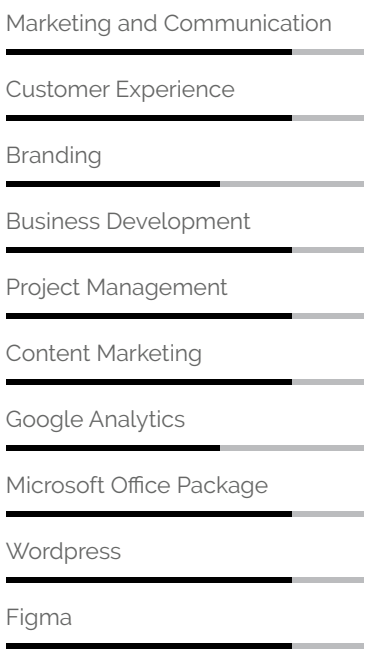 Marketing and Communication
Customer Experience
Branding
Business Development
Project Management
Content Marketing
Google Analytics
Microsoft Office Package
Wordpress
Figma